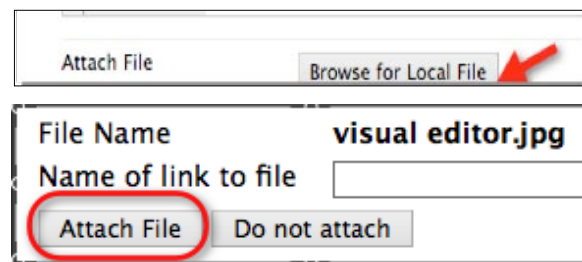 Attach File
Browse for Local File
File Name visual editor.jpg
Name of link to file
Attach File Do not attach